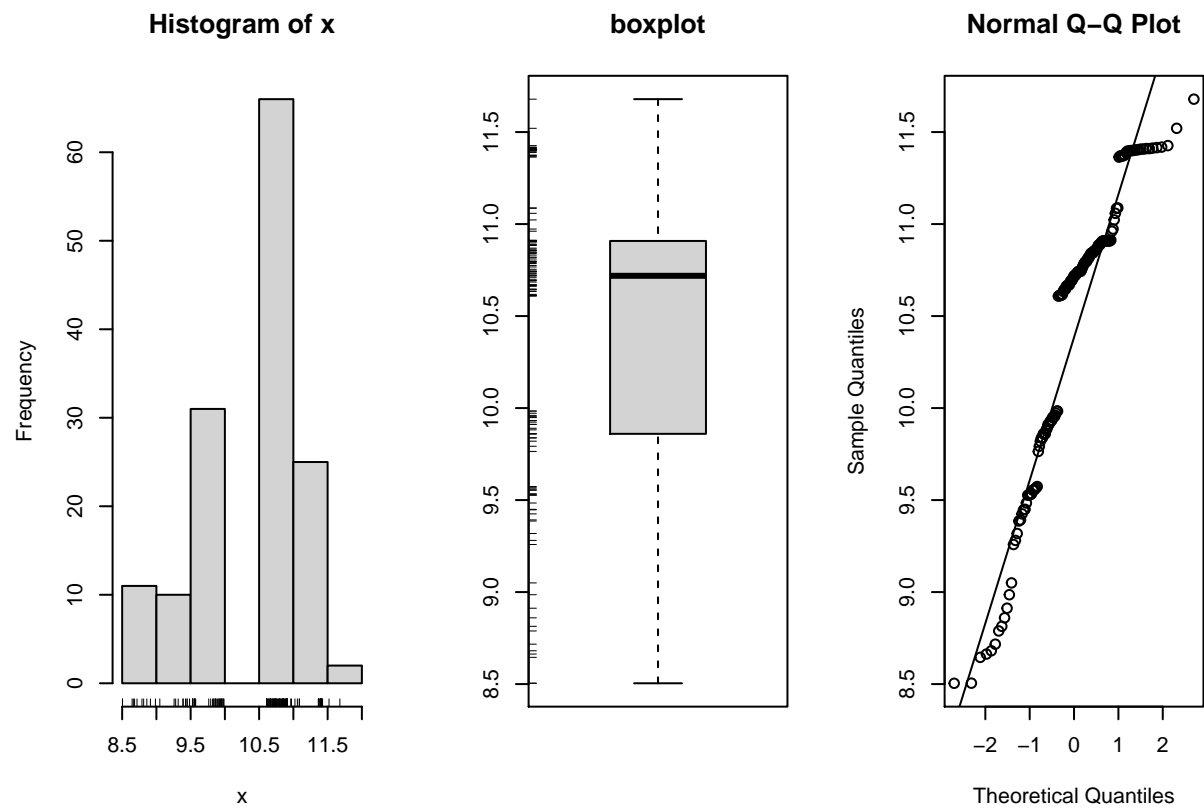 Histogram of x
Frequency
0
10
20
30
40
50
60
8.5 9.5 10.5 11.5
x
boxplot
8.5
9.0
9.5
10.0
10.5
11.0
11.5
Normal Q−Q Plot
Sample Quantiles
8.5
9.0
9.5
10.0
10.5
11.0
11.5
−2 −1 0 1 2
Theoretical Quantiles